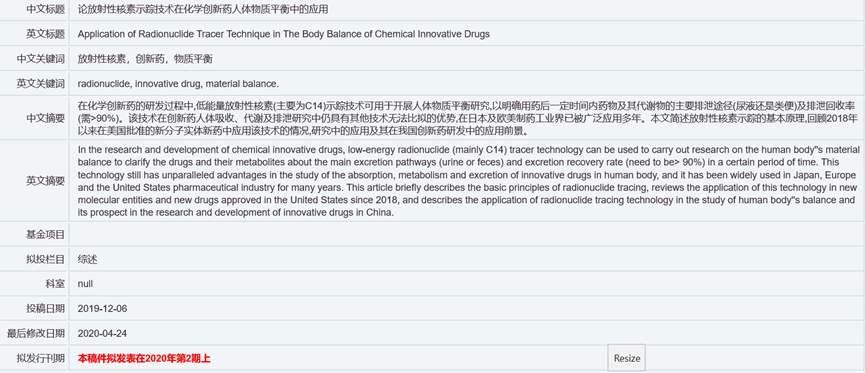 中文标题 论放射性核素示踪技术在化学创新药人体物质平衡中的应用
英文标题 Application of Radionuclide Tracer Technique in The Body Balance of Chemical Innovative Drugs
中文关键词 放射性核素，创新药，物质平衡
英文关键词 radionuclide, innovative drug, material balance.
中文摘要
在化学创新药的研发过程中,低能量放射性核素(主要为C14)示踪技术可用于开展人体物质平衡研究,以明确用药后一定时间内药物及其代谢物的主要排泄途径(尿液还是粪便)及排泄回收率
(需>90%)。该技术在创新药人体吸收、代谢及排泄研究中仍具有其他技术无法比拟的优势,在日本及欧美制药工业界已被广泛应用多年。本文简述放射性核素示踪的基本原理,回顾2018年
以来在美国批准的新分子实体新药中应用该技术的情况,研究中的应用及其在我国创新药研发中的应用前景。
英文摘要
In the research and development of chemical innovative drugs, low-energy radionuclide (mainly C14) tracer technology can be used to carry out research on the human body"s material
balance to clarify the drugs and their metabolites about the main excretion pathways (urine or feces) and excretion recovery rate (need to be> 90%) in a certain period of time. This
technology still has unparalleled advantages in the study of the absorption, metabolism and excretion of innovative drugs in human body, and it has been widely used in Japan, Europe
and the United States pharmaceutical industry for many years. This article briefly describes the basic principles of radionuclide tracing, reviews the application of this technology in new
molecular entities and new drugs approved in the United States since 2018, and describes the application of radionuclide tracing technology in the study of human body"s balance and
its prospect in the research and development of innovative drugs in China.
基金项目
拟投栏目 综述
科室 null
投稿日期 2019-12-06
最后修改日期 2020-04-24
拟发行刊期 本稿件拟发表在2020年第2期上
Resize